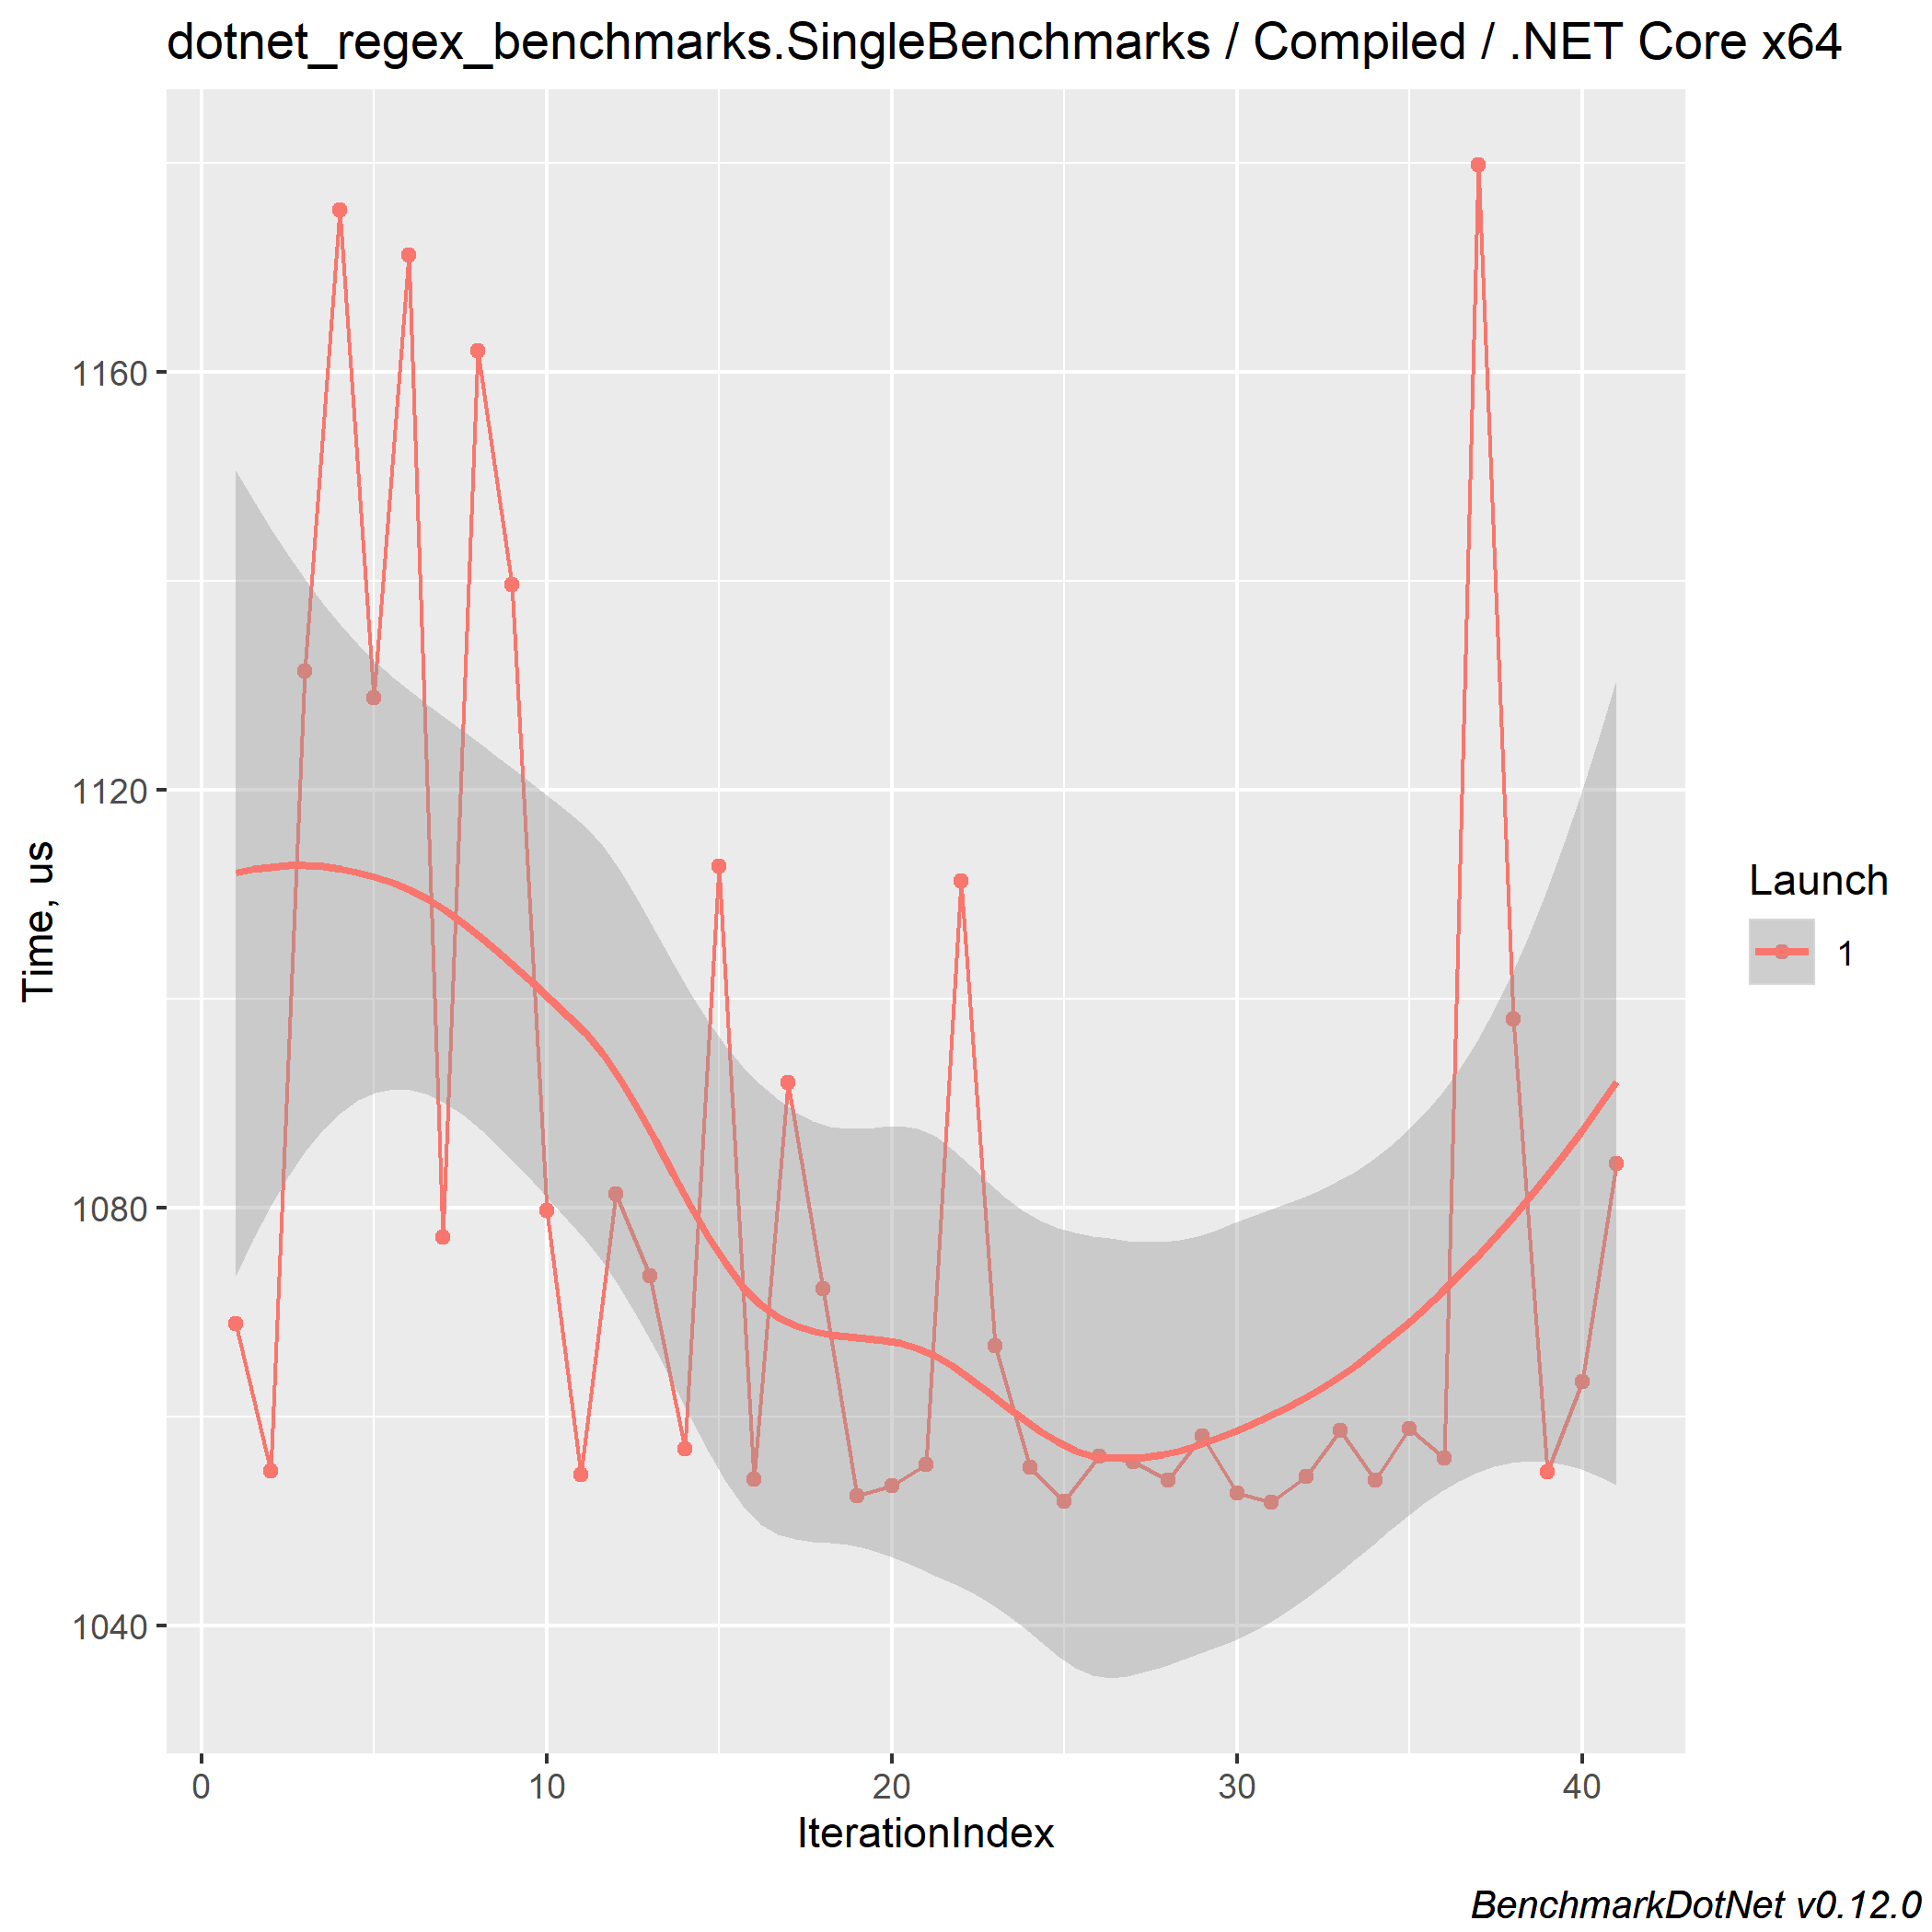 dotnet_regex_benchmarks.SingleBenchmarks / Compiled / .NET Core x64
1160
1120
1080
1040
Time, us
0 10 20 30 40
IterationIndex
Launch
1
BenchmarkDotNet v0.12.0